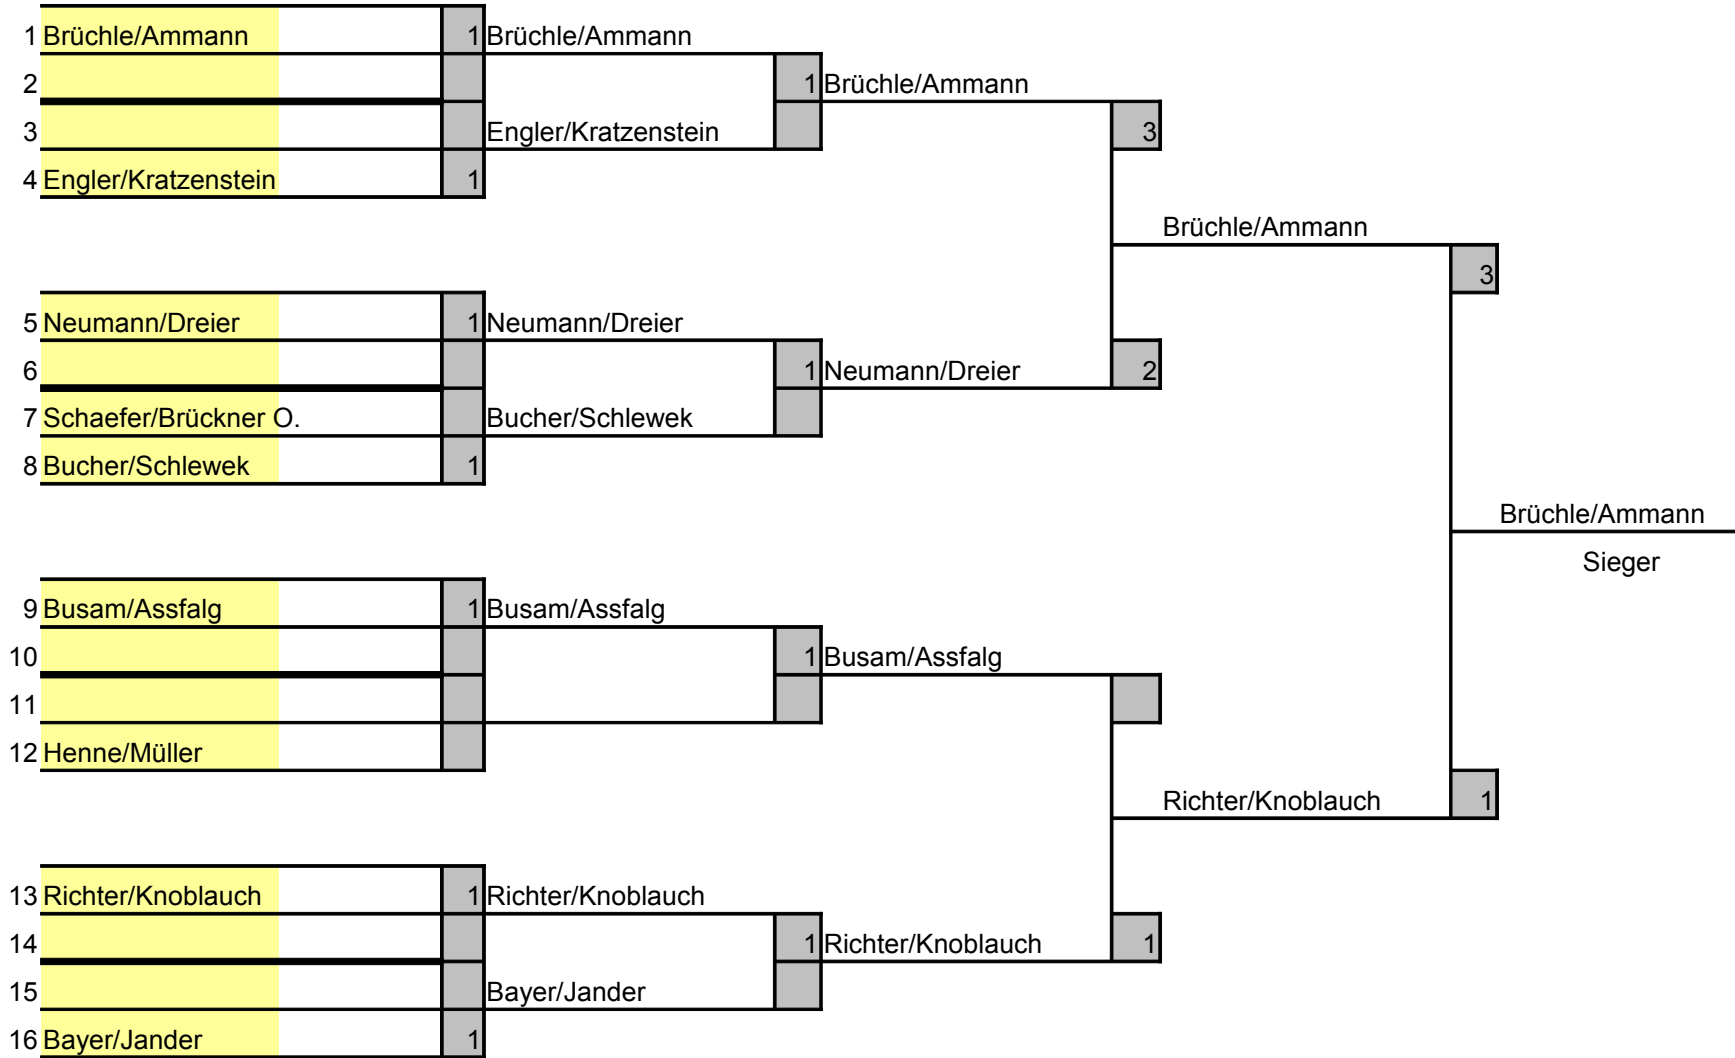 1 Brüchle/Ammann 1 Brüchle/Ammann
2 1 Brüchle/Ammann
3 Engler/Kratzenstein 3
4 Engler/Kratzenstein 1
Brüchle/Ammann
3
5 Neumann/Dreier 1 Neumann/Dreier
6 1 Neumann/Dreier 2
7 Schaefer/Brückner O. Bucher/Schlewek
8 Bucher/Schlewek 1
Brüchle/Ammann
Sieger
9 Busam/Assfalg 1 Busam/Assfalg
10 1 Busam/Assfalg
11
12 Henne/Müller
Richter/Knoblauch 1
13 Richter/Knoblauch 1 Richter/Knoblauch
14 1 Richter/Knoblauch 1
15 Bayer/Jander
16 Bayer/Jander 1